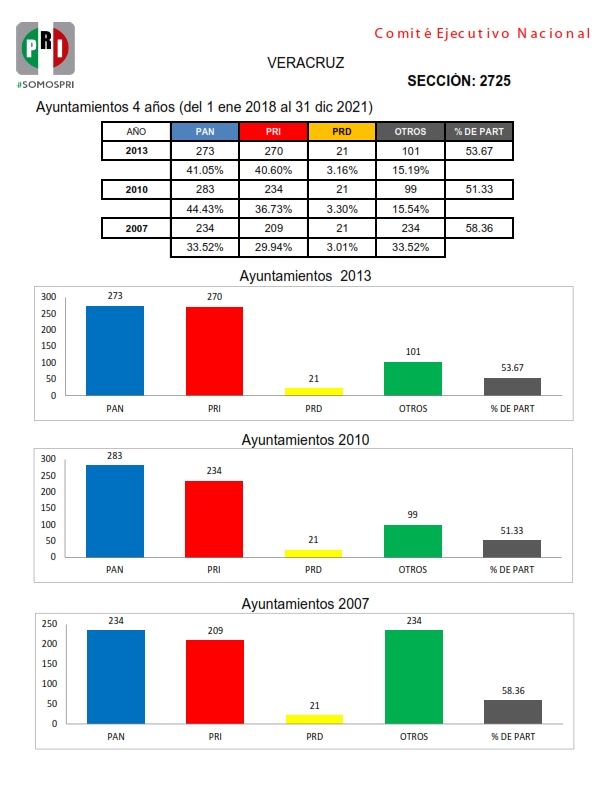 Comité Ejecutivo Nacional
PRI
#SOMOSPRI
VERACRUZ
SECCIÓN: 2725
Ayuntamientos 4 años (del 1 ene 2018 al 31 dic 2021)
AÑO PAN PRI PRD OTROS % DE PART
2013 273 270 21 101 53.67
41.05% 40.60% 3.16% 15.19%
2010 283 234 21 99 51.33
44.43% 36.73% 3.30% 15.54%
2007 234 209 21 234 58.36
33.52% 29.94% 3.01% 33.52%
Ayuntamientos 2013
300
250
200
150
100
50
0
273 270 21 101 53.67
PAN PRI PRD OTROS % DE PART
Ayuntamientos 2010
300
250
200
150
100
50
0
283 234 21 99 51.33
PAN PRI PRD OTROS % DE PART
Ayuntamientos 2007
250
200
150
100
50
0
234 209 21 234 58.36
PAN PRI PRD OTROS % DE PART